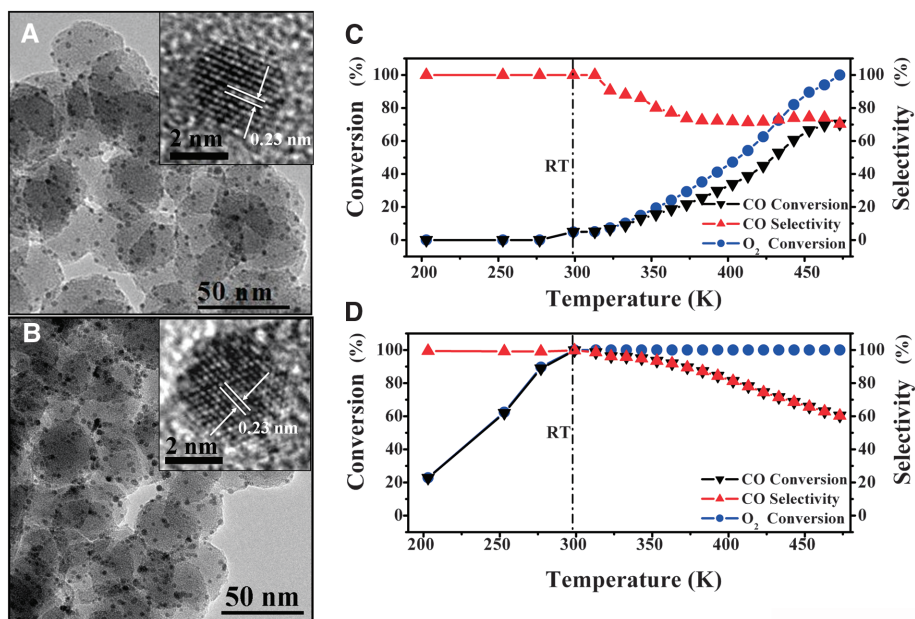 A
2 nm
0.23 nm
50 nm
B
2 nm
0.23 nm
50 nm
C
Conversion (%)
100
80
60
40
20
0
RT
CO Conversion
CO Selectivity
O2 Conversion
100
80
60
40
20
0
Selectivity (%)
200 250 300 350 400 450
Temperature (K)
D
Conversion (%)
100
80
60
40
20
0
RT
CO Conversion
CO Selectivity
O2 Conversion
100
80
60
40
20
0
Selectivity (%)
200 250 300 350 400 450
Temperature (K)